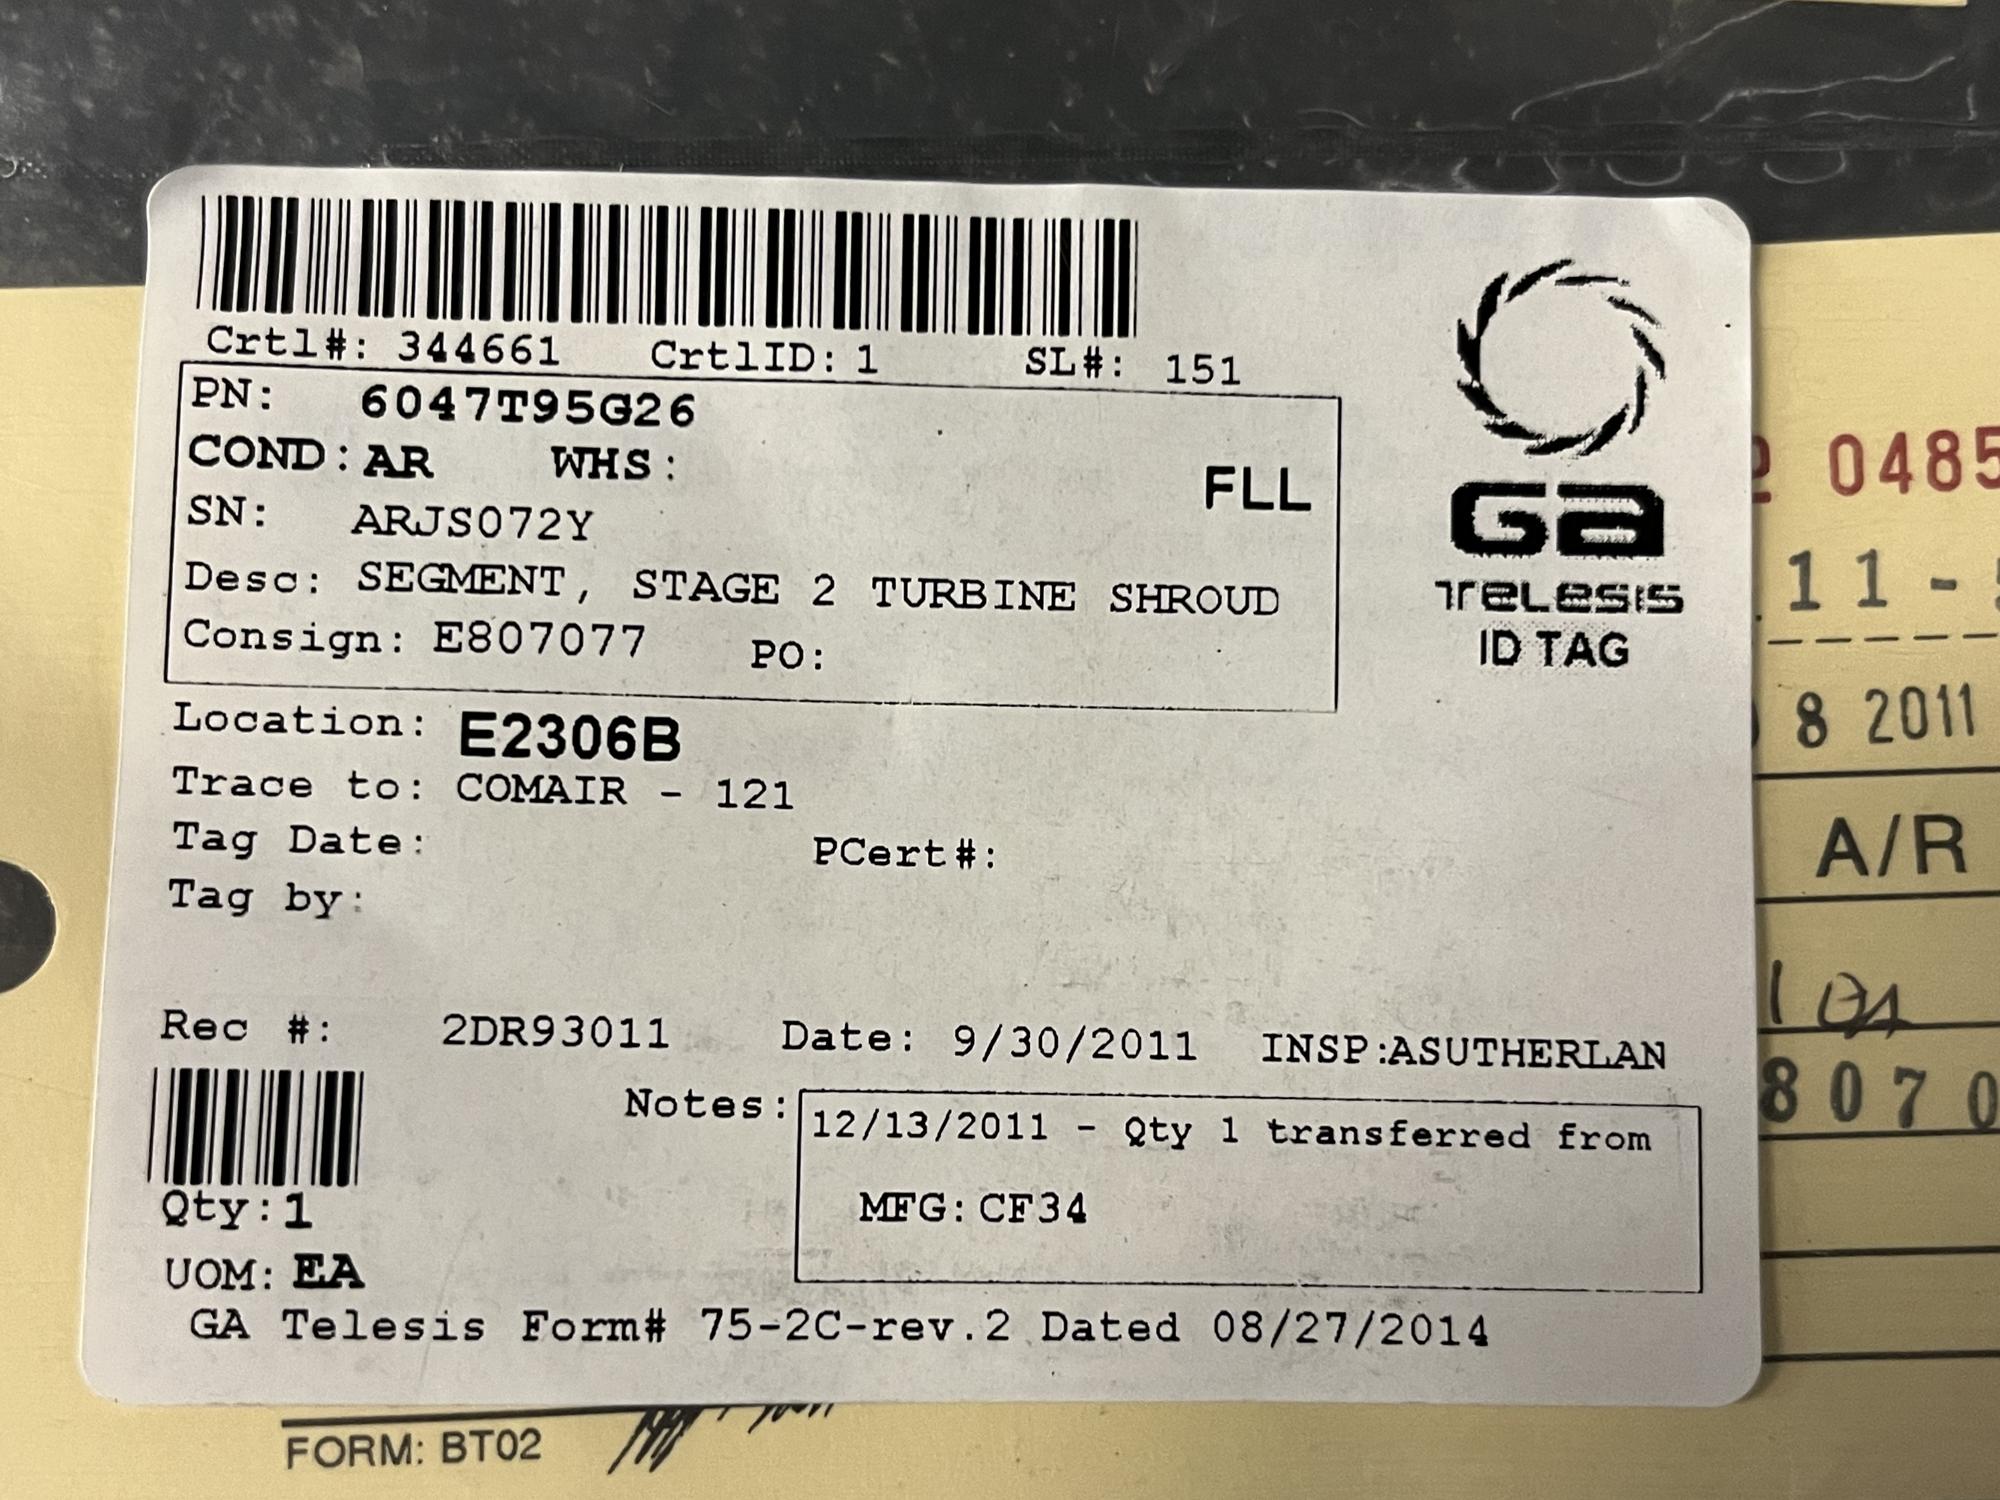 Crtl#: 344661 CrtlID: 1 SL#: 151
PN: 6047T95G26
COND: AR WHS: FLL
SN: ARJS072Y
Desc: SEGMENT, STAGE 2 TURBINE SHROUD
Consign: E807077 PO:
Ga
TELESIS
ID TAG
Location: E2306B
Trace to: COMAIR - 121
Tag Date: PCert#:
Tag by:
Rec #: 2DR93011 Date: 9/30/2011 INSP:ASUTHERLAN
Notes: 12/13/2011 - Qty 1 transferred from
MFG: CF34
Qty: 1
UOM: EA
GA Telesis Form# 75-2C-rev.2 Dated 08/27/2014
0485
11 -
8 2011
A/R
8070
FORM: BT02